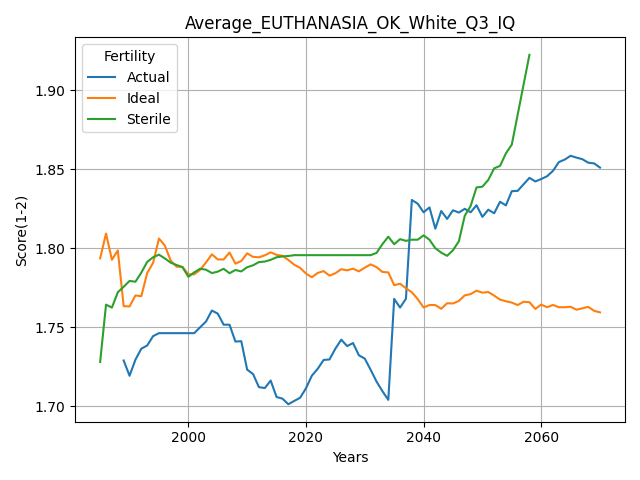 Average_EUTHANASIA_OK_White_Q3_IQ
Fertility
Actual
Ideal
Sterile
Score(1-2)
1.90
1.85
1.80
1.75
1.70
2000
2020
2040
2060
Years